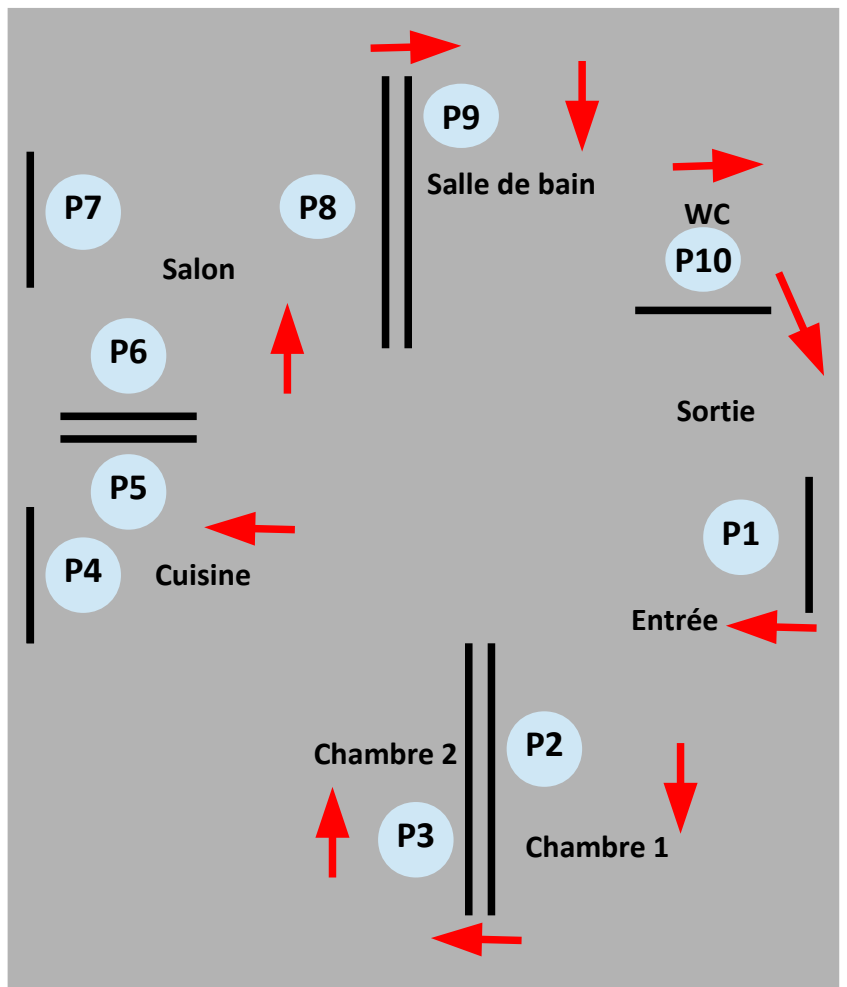 P9
Salle de bain
P7
P8
WC
P10
Salon
P6
Sortie
P5
P1
P4
Cuisine
Entrée
Chambre 2
P2
P3
Chambre 1